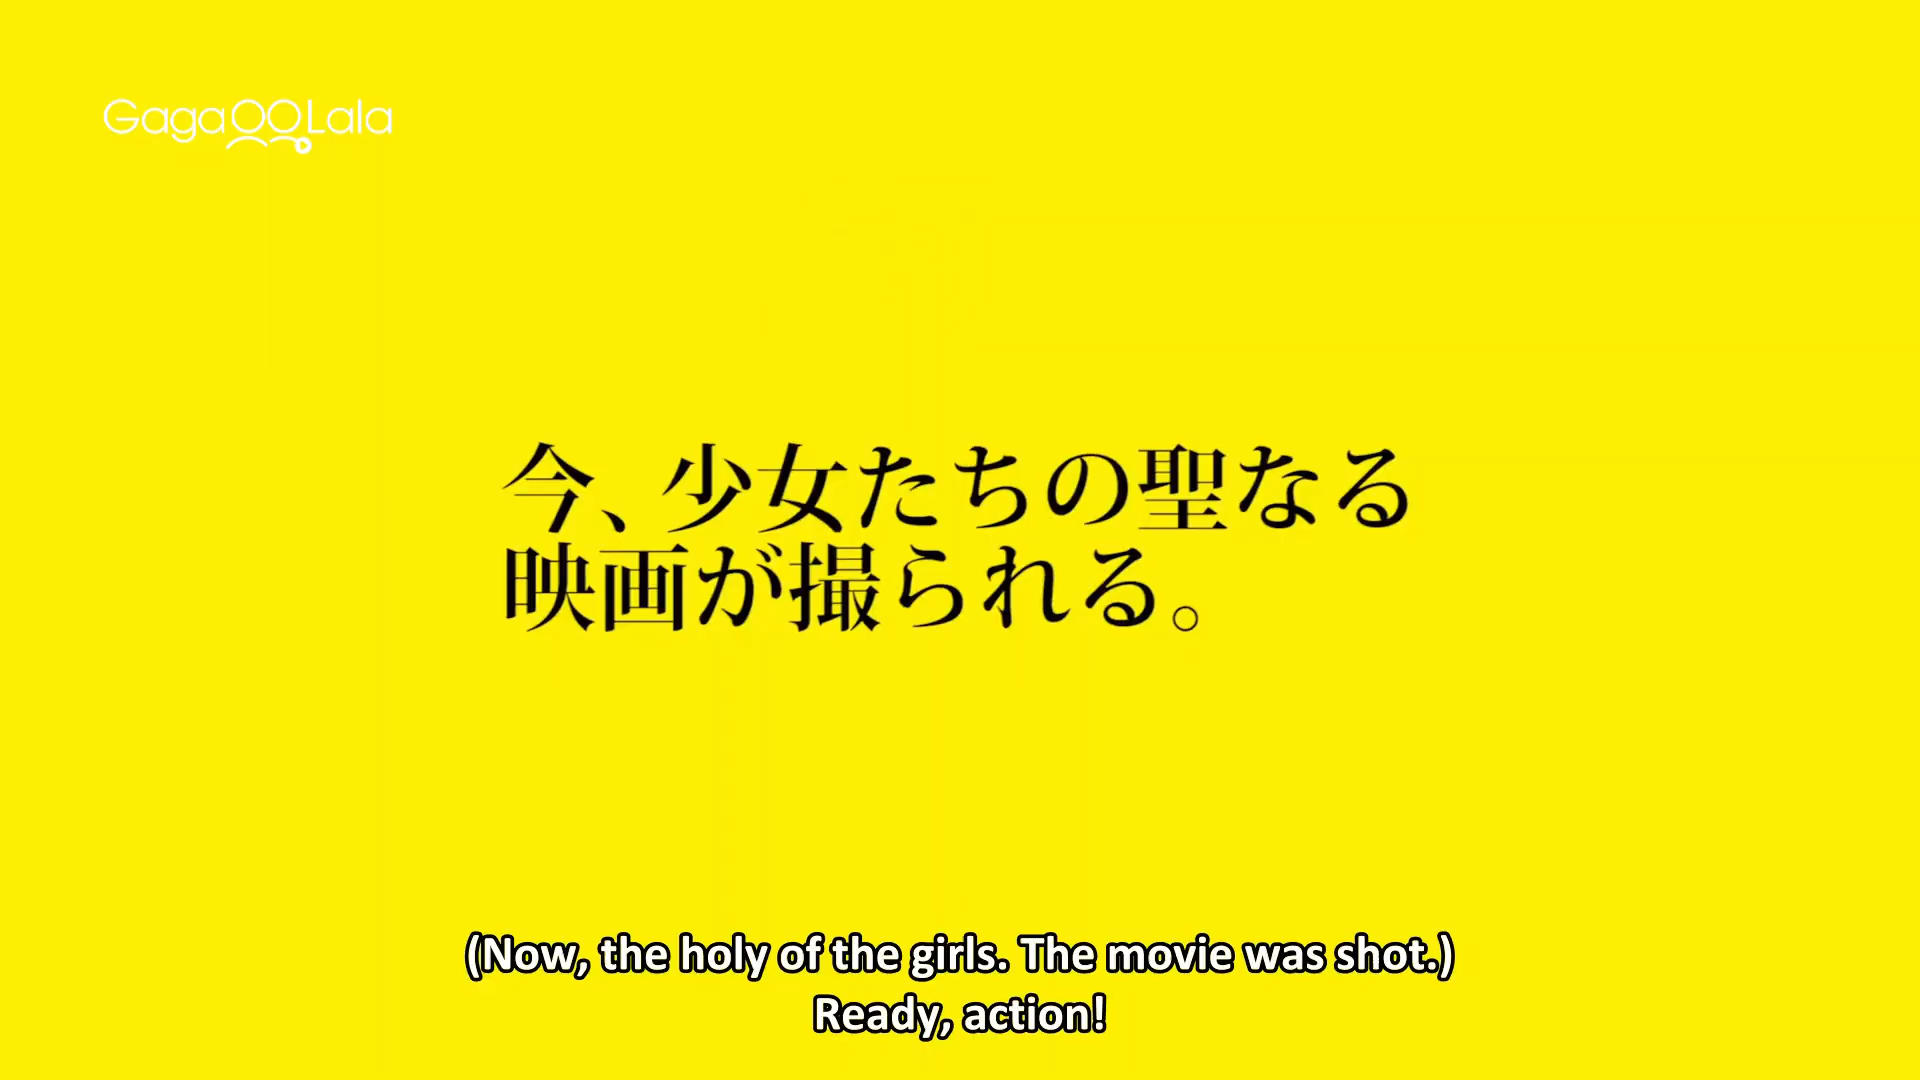 GagaOOLala
今、少女たちの聖なる
映画が撮られる。
(Now, the holy of the girls. The movie was shot.)
Ready, action!